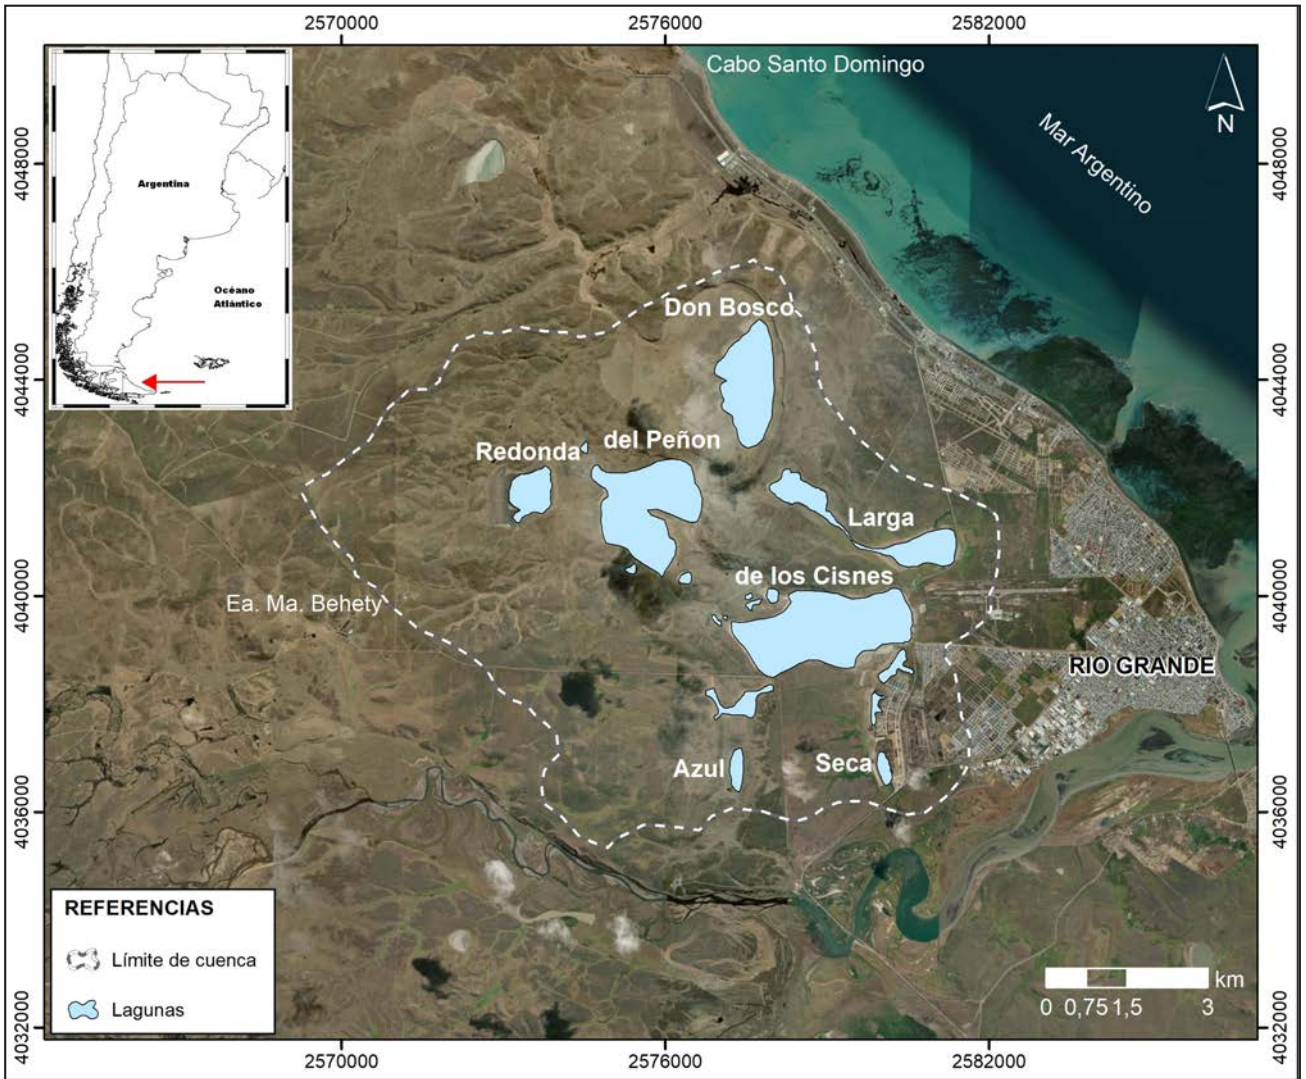 2570000
2576000
2582000
Cabo Santo Domingo
Mar Argentino
N
Argentina
Océano
Atlántico
4048000
4048000
Don Bosco
4044000
4044000
Redonda
del Peñon
Larga
de los Cisnes
4040000
4040000
Ea. Ma. Behety
RIO GRANDE
Azul
Seca
4036000
4036000
REFERENCIAS
Límite de cuenca
Lagunas
km
0 0,75 1,5 3
4032000
4032000
2570000
2576000
2582000